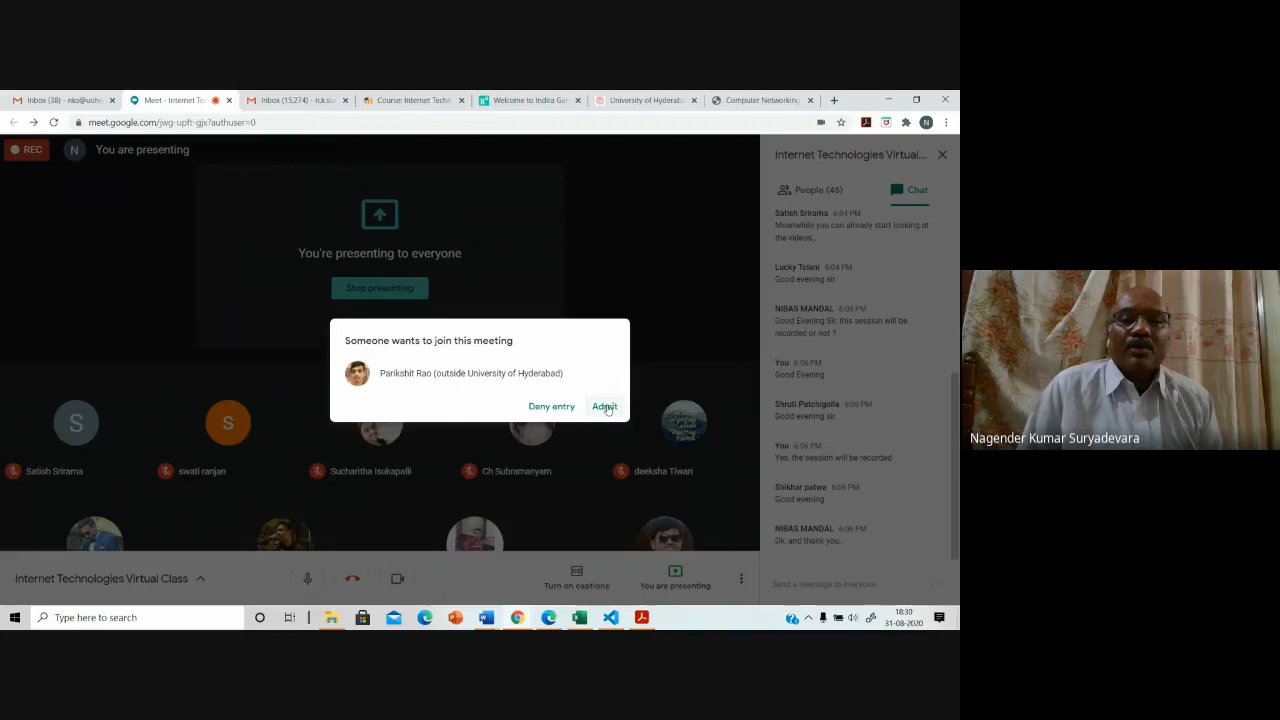 Inbox (38) - nks@uohy
Meet - Internet Tec
Inbox (15,274) - n.k.su
Course: Internet Techn
Welcome to Indira Gan
University of Hyderaba
Computer Networking
meet.google.com/jwg-upft-gjx?authuser=0
REC
N
You are presenting
Internet Technologies Virtual...
People (45)
Chat
You're presenting to everyone
Stop presenting
Satish Srirama 6:04 PM
Meanwhile you can already start looking at
the videos..
Lucky Tolani 6:04 PM
Good evening sir
NIBAS MANDAL 6:05 PM
Good Evening Sir, this session will be
recorded or not ?
You 6:06 PM
Good Evening
Shruti Patchigolla 6:06 PM
Good evening sir
You 6:06 PM
Yes, the session will be recorded
Shikhar patwa 6:06 PM
Good evening
NIBAS MANDAL 6:06 PM
Ok, and thank you..
Send a message to everyone
Someone wants to join this meeting
Parikshit Rao (outside University of Hyderabad)
Deny entry
Admit
S
S
Satish Srirama
swati ranjan
Sucharitha Isukapalli
Ch Subramanyam
deeksha Tiwari
Internet Technologies Virtual Class
Turn on captions
You are presenting
Type here to search
18:30
31-08-2020
Nagender Kumar Suryadevara